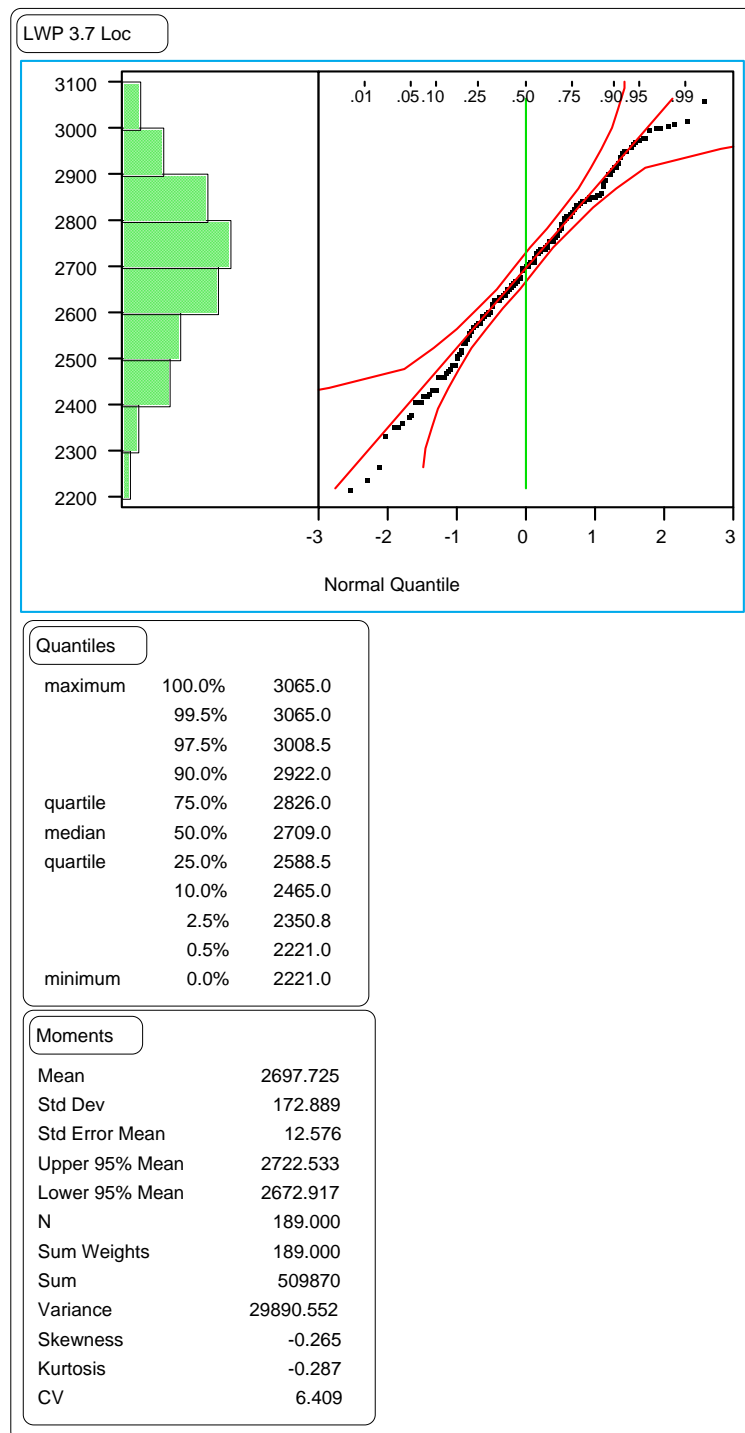 LWP 3.7 Loc
.01 .05 .10 .25 .50 .75 .90 .95 .99
3100
3000
2900
2800
2700
2600
2500
2400
2300
2200
-3 -2 -1 0 1 2 3
Normal Quantile
Quantiles
maximum 100.0% 3065.0
99.5% 3065.0
97.5% 3008.5
90.0% 2922.0
quartile 75.0% 2826.0
median 50.0% 2709.0
quartile 25.0% 2588.5
10.0% 2465.0
2.5% 2350.8
0.5% 2221.0
minimum 0.0% 2221.0
Moments
Mean 2697.725
Std Dev 172.889
Std Error Mean 12.576
Upper 95% Mean 2722.533
Lower 95% Mean 2672.917
N 189.000
Sum Weights 189.000
Sum 509870
Variance 29890.552
Skewness -0.265
Kurtosis -0.287
CV 6.409